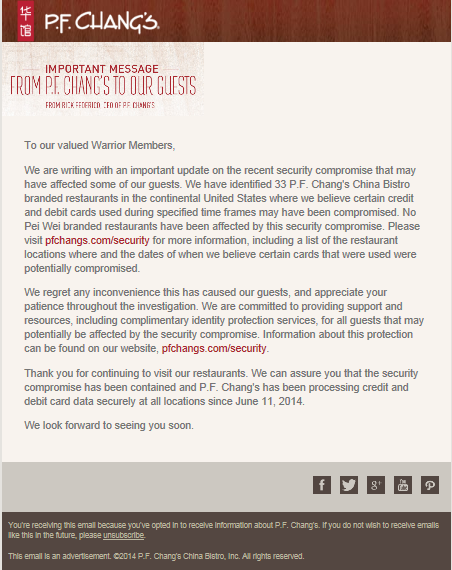 华
馆
P.F. CHANG'S.
IMPORTANT MESSAGE
FROM P.F. CHANG'S TO OUR GUESTS
FROM RICK FEDERICO, CEO OF P.F. CHANG'S
To our valued Warrior Members,
We are writing with an important update on the recent security compromise that may
have affected some of our guests. We have identified 33 P.F. Chang's China Bistro
branded restaurants in the continental United States where we believe certain credit
and debit cards used during specified time frames may have been compromised. No
Pei Wei branded restaurants have been affected by this security compromise. Please
visit pfchangs.com/security for more information, including a list of the restaurant
locations where and the dates of when we believe certain cards that were used were
potentially compromised.
We regret any inconvenience this has caused our guests, and appreciate your
patience throughout the investigation. We are committed to providing support and
resources, including complimentary identity protection services, for all guests that may
potentially be affected by the security compromise. Information about this protection
can be found on our website, pfchangs.com/security.
Thank you for continuing to visit our restaurants. We can assure you that the security
compromise has been contained and P.F. Chang's has been processing credit and
debit card data securely at all locations since June 11, 2014.
We look forward to seeing you soon.
f g+ You Tube P
You're receiving this email because you've opted in to receive information about P.F. Chang's. If you do not wish to receive emails
like this in the future, please unsubscribe.
This email is an advertisement. ©2014 P.F. Chang's China Bistro, Inc. All rights reserved.